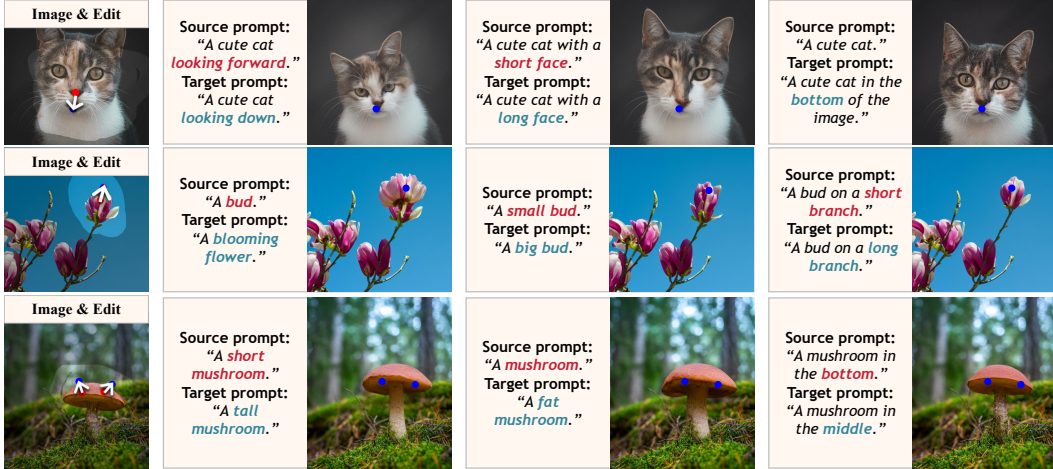 Image & Edit
Source prompt:
“A cute cat
looking forward.”
Target prompt:
“A cute cat
looking down.”
Source prompt:
“A cute cat with a
short face.”
Target prompt:
“A cute cat with a
long face.”
Source prompt:
“A cute cat.”
Target prompt:
“A cute cat in the
bottom of the
image.”
Image & Edit
Source prompt:
“A bud.”
Target prompt:
“A blooming
flower.”
Source prompt:
“A small bud.”
Target prompt:
“A big bud.”
Source prompt:
“A bud on a short
branch.”
Target prompt:
“A bud on a long
branch.”
Image & Edit
Source prompt:
“A short
mushroom.”
Target prompt:
“A tall
mushroom.”
Source prompt:
“A mushroom.”
Target prompt:
“A fat
mushroom.”
Source prompt:
“A mushroom in
the bottom.”
Target prompt:
“A mushroom in
the middle.”